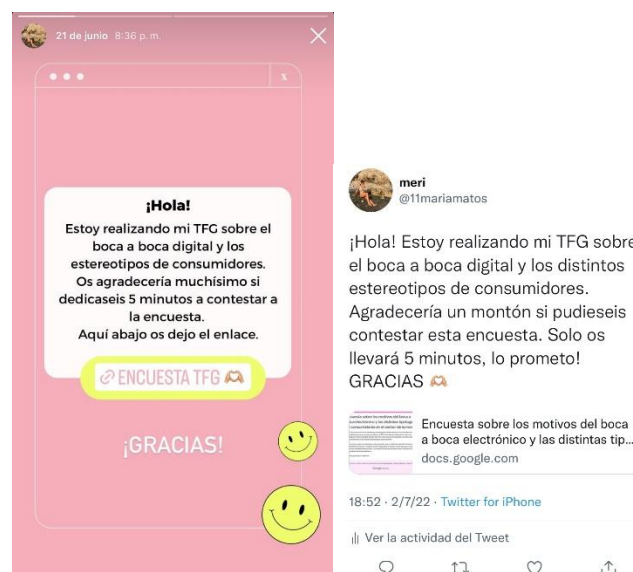 21 de junio 8:36 p. m.
x
¡Hola!
Estoy realizando mi TFG sobre el
boca a boca digital y los
estereotipos de consumidores.
Os agradecería muchísimo si
dedicaseis 5 minutos a contestar a
la encuesta.
Aquí abajo os dejo el enlace.
ENCUESTA TFG
¡GRACIAS!
meri
@11mariamatos
¡Hola! Estoy realizando mi TFG sobre
el boca a boca digital y los distintos
estereotipos de consumidores.
Agradecería un montón si pudieseis
contestar esta encuesta. Solo os
llevará 5 minutos, lo prometo!
GRACIAS 🫶🏼
Encuesta sobre los motivos del boca
a boca electrónico y las distintas tip...
docs.google.com
18:52 · 2/7/22 · Twitter for iPhone
Ver la actividad del Tweet